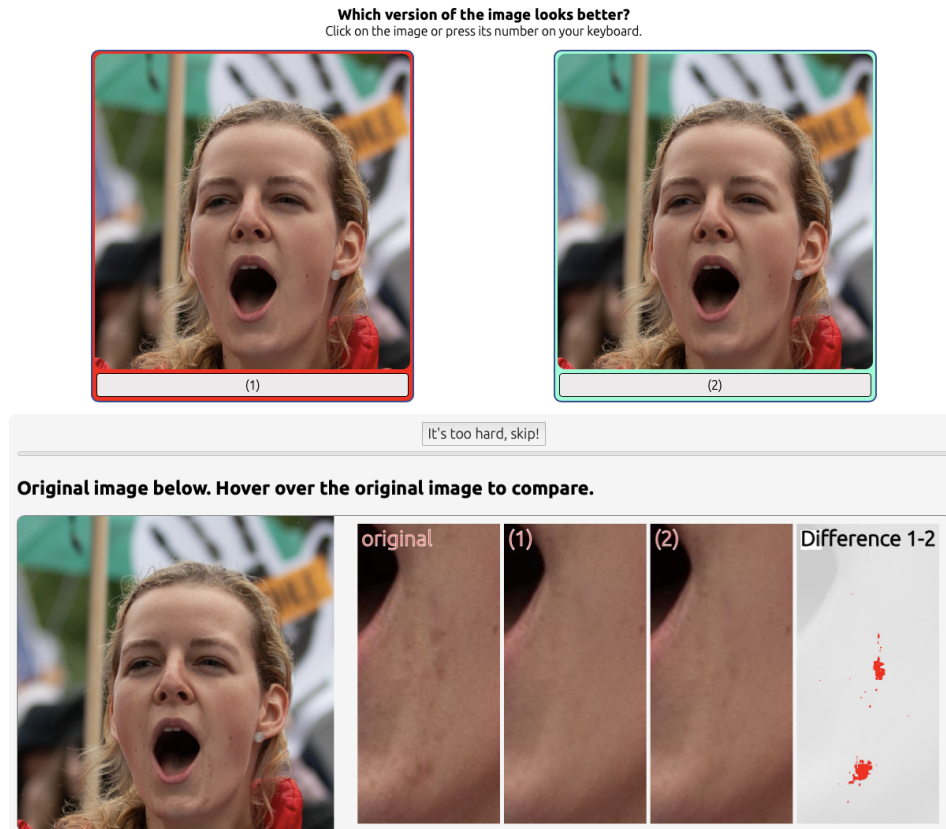 Which version of the image looks better?
Click on the image or press its number on your keyboard.
(1)
(2)
It's too hard, skip!
Original image below. Hover over the original image to compare.
original
(1)
(2)
Difference 1-2